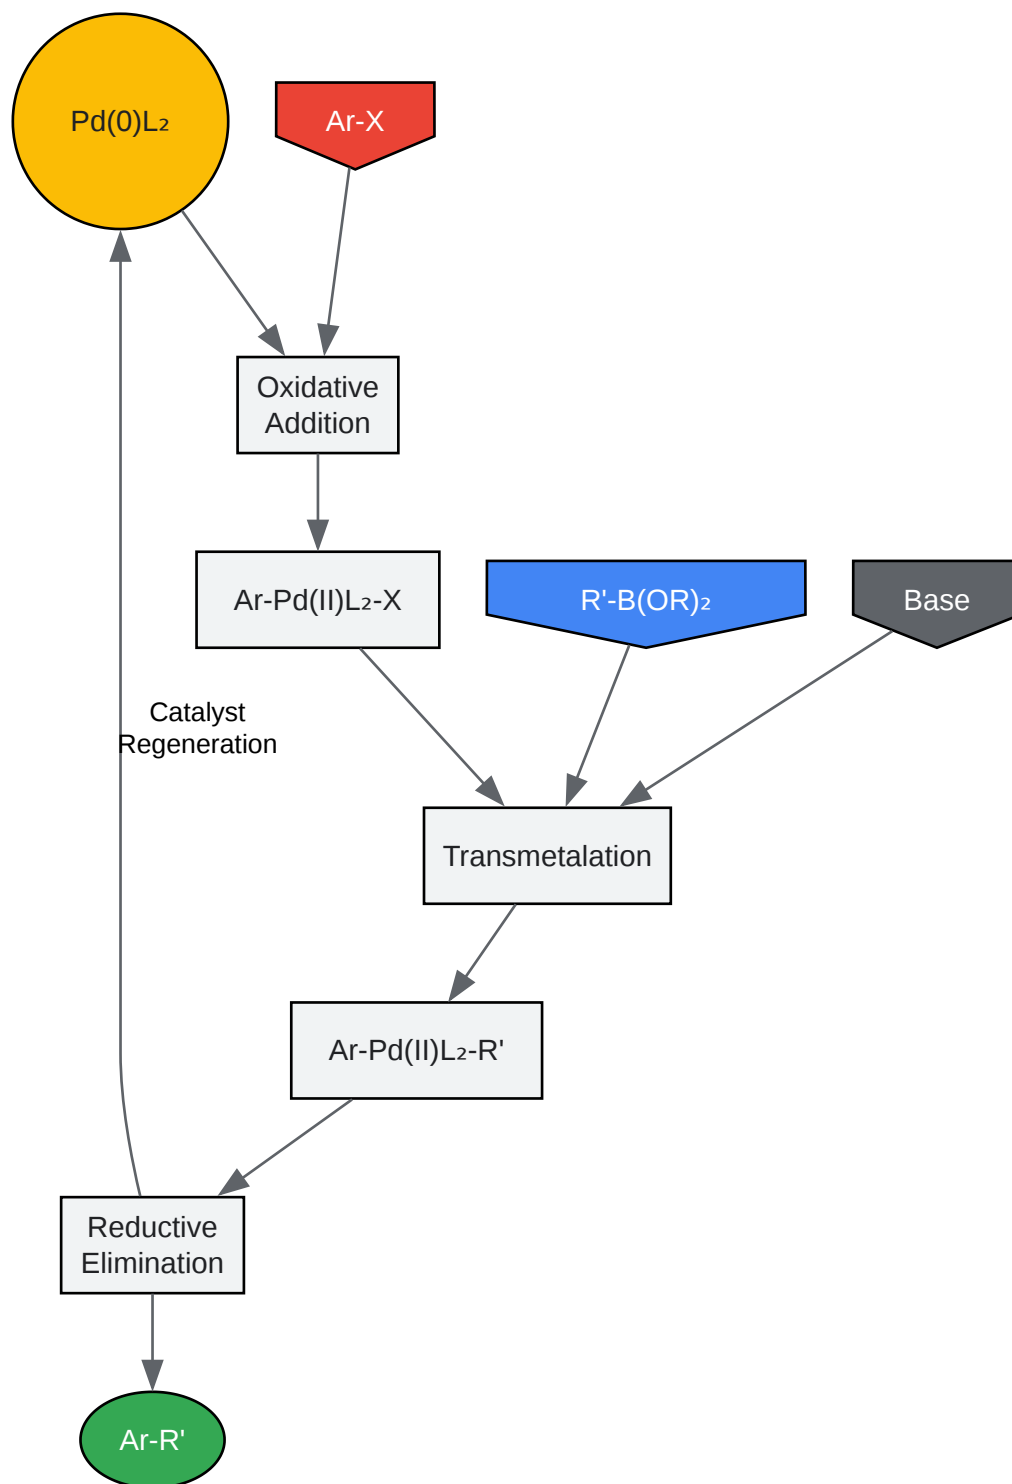 Pd(0)L₂
Ar-X
Oxidative
Addition
Ar-Pd(II)L₂-X
R'-B(OR)₂
Base
Catalyst
Regeneration
Transmetalation
Ar-Pd(II)L₂-R'
Reductive
Elimination
Ar-R'